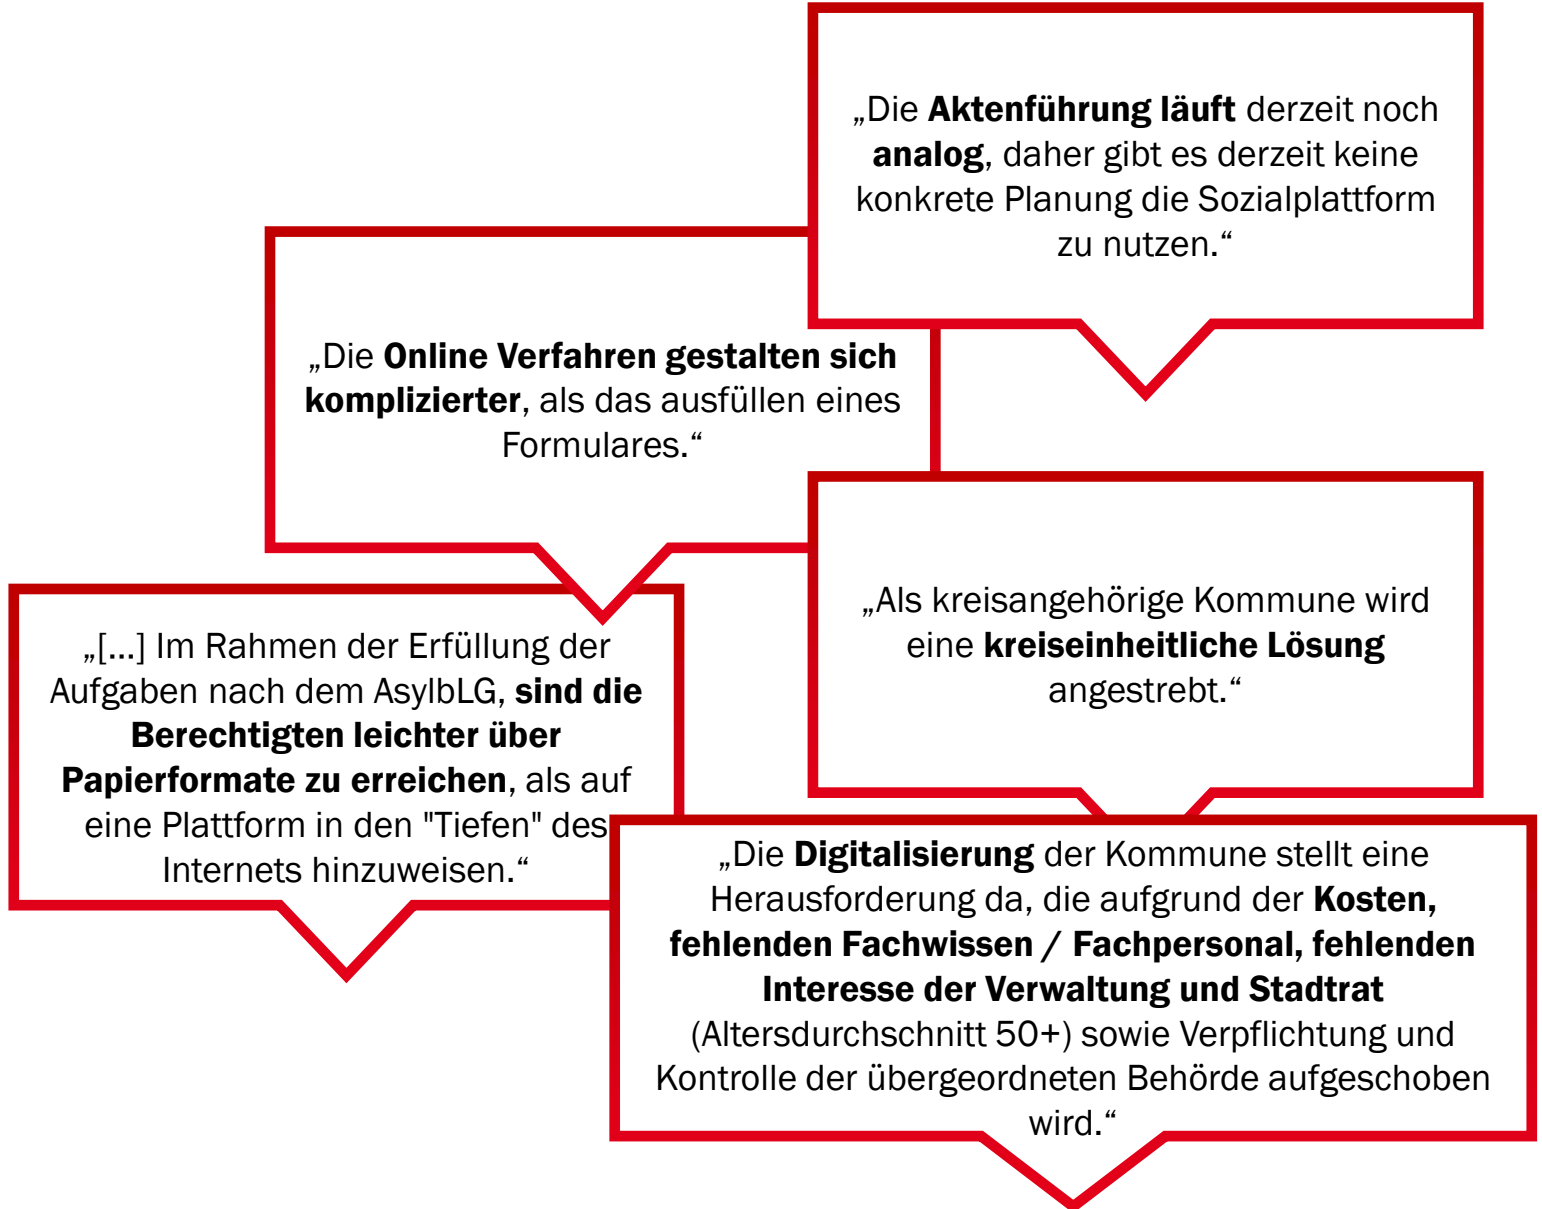 „Die Aktenführung läuft derzeit noch
analog, daher gibt es derzeit keine
konkrete Planung die Sozialplattform
zu nutzen.“
„Die Online Verfahren gestalten sich
komplizierter, als das ausfüllen eines
Formulares.“
„Als kreisangehörige Kommune wird
eine kreiseinheitliche Lösung
angestrebt.“
„[...] Im Rahmen der Erfüllung der
Aufgaben nach dem AsylbLG, sind die
Berechtigten leichter über
Papierformate zu erreichen, als auf
eine Plattform in den "Tiefen" des
Internets hinzuweisen.“
„Die Digitalisierung der Kommune stellt eine
Herausforderung da, die aufgrund der Kosten,
fehlenden Fachwissen / Fachpersonal, fehlenden
Interesse der Verwaltung und Stadtrat
(Altersdurchschnitt 50+) sowie Verpflichtung und
Kontrolle der übergeordneten Behörde aufgeschoben
wird.“